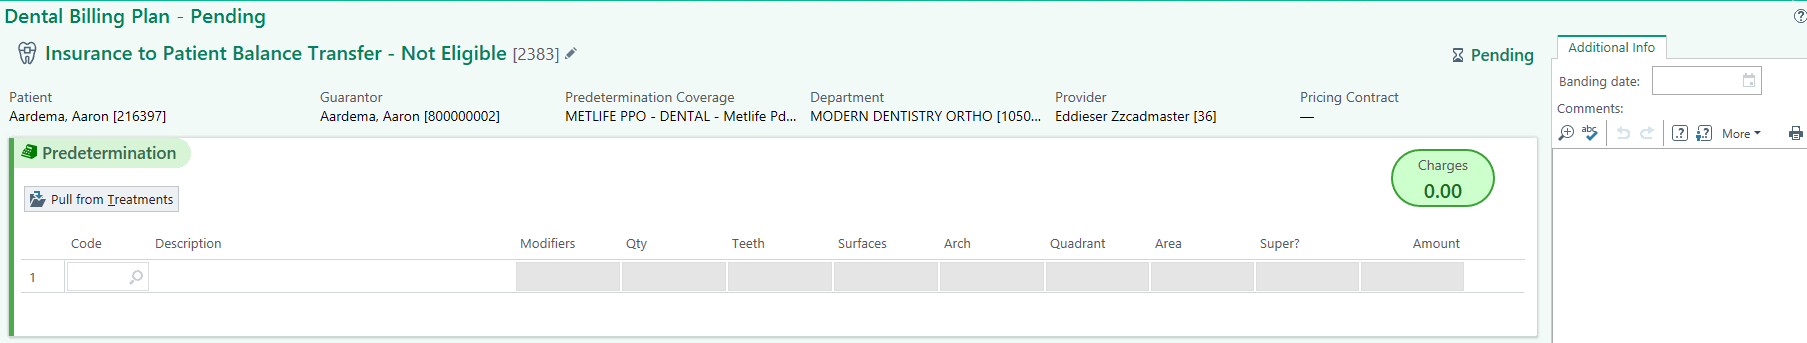 Dental Billing Plan - Pending
Insurance to Patient Balance Transfer - Not Eligible [2383]
Pending
Patient Guarantor Predetermination Coverage Department Provider Pricing Contract
Aardema, Aaron [216397] Aardema, Aaron [800000002] METLIFE PPO - DENTAL - Metlife Pd... MODERN DENTISTRY ORTHO [1050... Eddieser Zzcadmaster [36] —
Predetermination
Charges
0.00
Pull from Treatments
Code Description Modifiers Qty Teeth Surfaces Arch Quadrant Area Super? Amount
1
Additional Info
Banding date:
Comments:
abc More